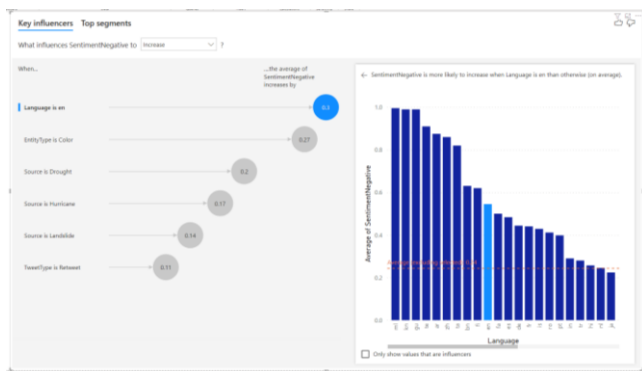 Key influencers Top segments
What influences SentimentNegative to Increase ?
When...
...the average of
SentimentNegative
increases by
Language is en
0.3
EntityType is Color
0.27
Source is Drought
0.2
Source is Hurricane
0.17
Source is Landslide
0.14
TweetType is Retweet
0.11
← SentimentNegative is more likely to increase when Language is en than otherwise (on average).
Average of SentimentNegative
1.0
0.8
0.6
0.4
0.2
0.0
en
Language
Only show values that are influencers